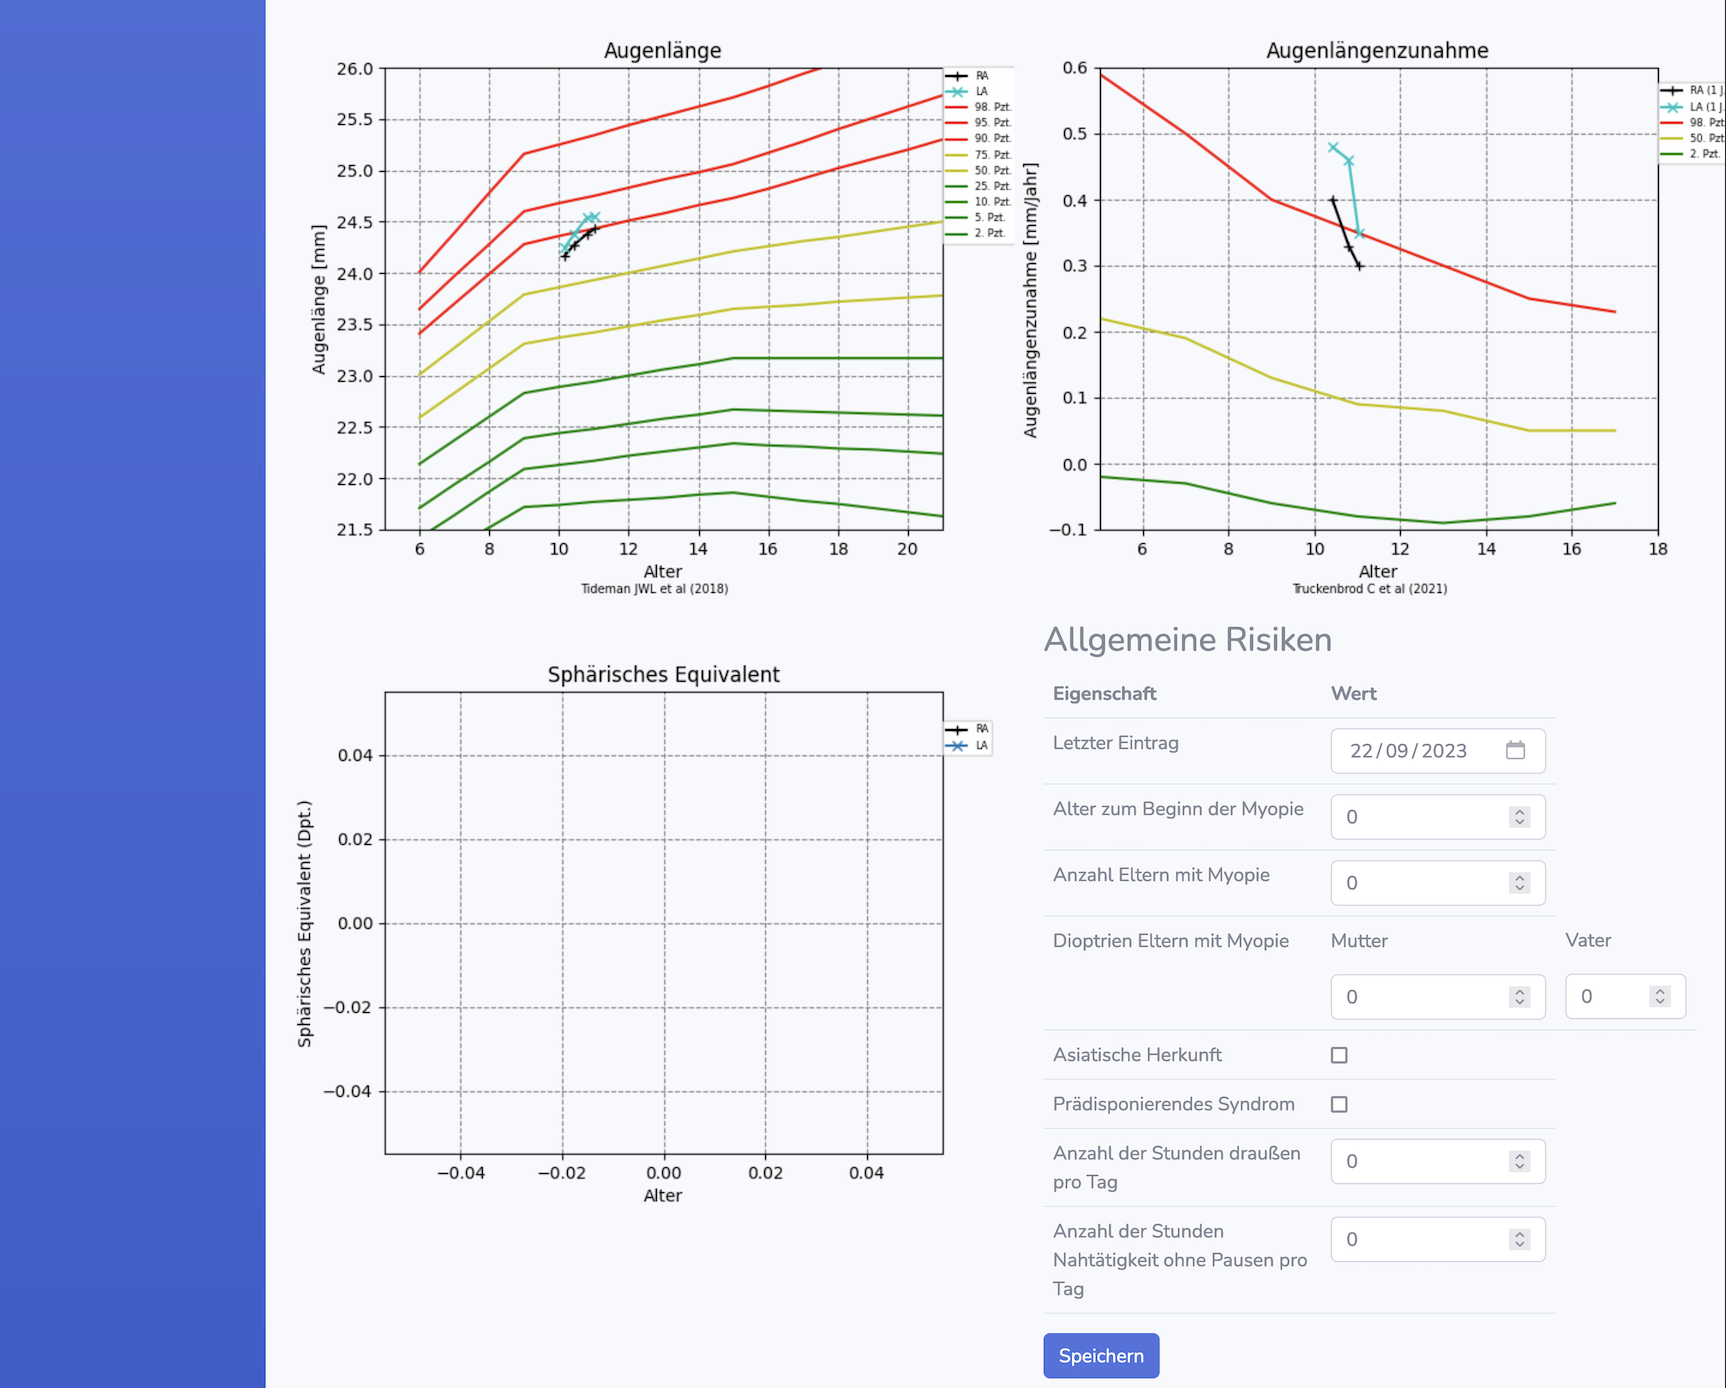 Augenlänge
26.0
25.5
25.0
24.5
24.0
23.5
23.0
22.5
22.0
21.5
Augenlänge [mm]
6 8 10 12 14 16 18 20
Alter
Tideman JWL et al (2018)
RA
LA
98. Pzt.
95. Pzt.
90. Pzt.
75. Pzt.
50. Pzt.
25. Pzt.
10. Pzt.
5. Pzt.
2. Pzt.
Augenlängenzunahme
0.6
0.5
0.4
0.3
0.2
0.1
0.0
−0.1
Augenlängenzunahme [mm/Jahr]
6 8 10 12 14 16 18
Alter
Truckenbrod C et al (2021)
RA (1 J.
LA (1 J.
98. Pzt
50. Pzt
2. Pzt.
Sphärisches Equivalent
0.04
0.02
0.00
−0.02
−0.04
Sphärisches Equivalent (Dpt.)
−0.04 −0.02 0.00 0.02 0.04
Alter
RA
LA
Allgemeine Risiken
Eigenschaft Wert
Letzter Eintrag 22/09/2023
Alter zum Beginn der Myopie 0
Anzahl Eltern mit Myopie 0
Dioptrien Eltern mit Myopie Mutter Vater
0 0
Asiatische Herkunft
Prädisponierendes Syndrom
Anzahl der Stunden draußen 0
pro Tag
Anzahl der Stunden 0
Nahtätigkeit ohne Pausen pro
Tag
Speichern